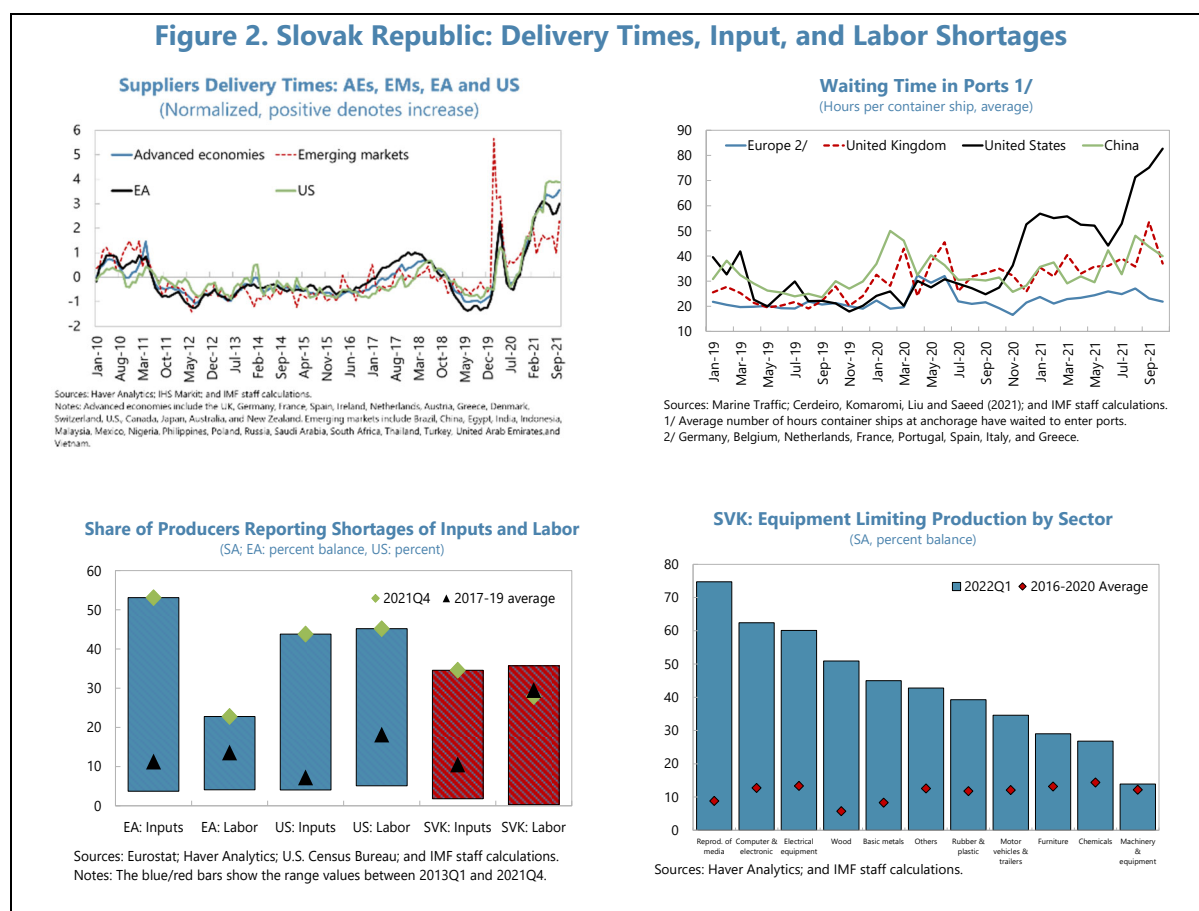 Figure 2. Slovak Republic: Delivery Times, Input, and Labor Shortages
Suppliers Delivery Times: AEs, EMs, EA and US
(Normalized, positive denotes increase)
6
5
4
3
2
1
0
-1
-2
Advanced economies
Emerging markets
EA
US
Jan-10
Aug-10
Mar-11
Oct-11
May-12
Dec-12
Jul-13
Feb-14
Sep-14
Apr-15
Nov-15
Jun-16
Jan-17
Aug-17
Mar-18
Oct-18
May-19
Dec-19
Jul-20
Feb-21
Sep-21
Sources: Haver Analytics; IHS Markit; and IMF staff calculations.
Notes: Advanced economies include the UK, Germany, France, Spain, Ireland, Netherlands, Austria, Greece, Denmark,
Switzerland, U.S., Canada, Japan, Australia, and New Zealand. Emerging markets include Brazil, China, Egypt, India, Indonesia,
Malaysia, Mexico, Nigeria, Philippines, Poland, Russia, Saudi Arabia, South Africa, Thailand, Turkey, United Arab Emirates,and
Vietnam.
Waiting Time in Ports 1/
(Hours per container ship, average)
90
80
70
60
50
40
30
20
10
Europe 2/
United Kingdom
United States
China
Jan-19
Mar-19
May-19
Jul-19
Sep-19
Nov-19
Jan-20
Mar-20
May-20
Jul-20
Sep-20
Nov-20
Jan-21
Mar-21
May-21
Jul-21
Sep-21
Sources: Marine Traffic; Cerdeiro, Komaromi, Liu and Saeed (2021); and IMF staff calculations.
1/ Average number of hours container ships at anchorage have waited to enter ports.
2/ Germany, Belgium, Netherlands, France, Portugal, Spain, Italy, and Greece.
Share of Producers Reporting Shortages of Inputs and Labor
(SA; EA: percent balance, US: percent)
60
50
40
30
20
10
0
2021Q4
2017-19 average
EA: Inputs
EA: Labor
US: Inputs
US: Labor
SVK: Inputs
SVK: Labor
Sources: Eurostat; Haver Analytics; U.S. Census Bureau; and IMF staff calculations.
Notes: The blue/red bars show the range values between 2013Q1 and 2021Q4.
SVK: Equipment Limiting Production by Sector
(SA, percent balance)
80
70
60
50
40
30
20
10
0
2022Q1
2016-2020 Average
Reprod. of
media
Computer &
electronic
Electrical
equipment
Wood
Basic metals
Others
Rubber &
plastic
Motor
vehicles &
trailers
Furniture
Chemicals
Machinery
&
equipment
Sources: Haver Analytics; and IMF staff calculations.